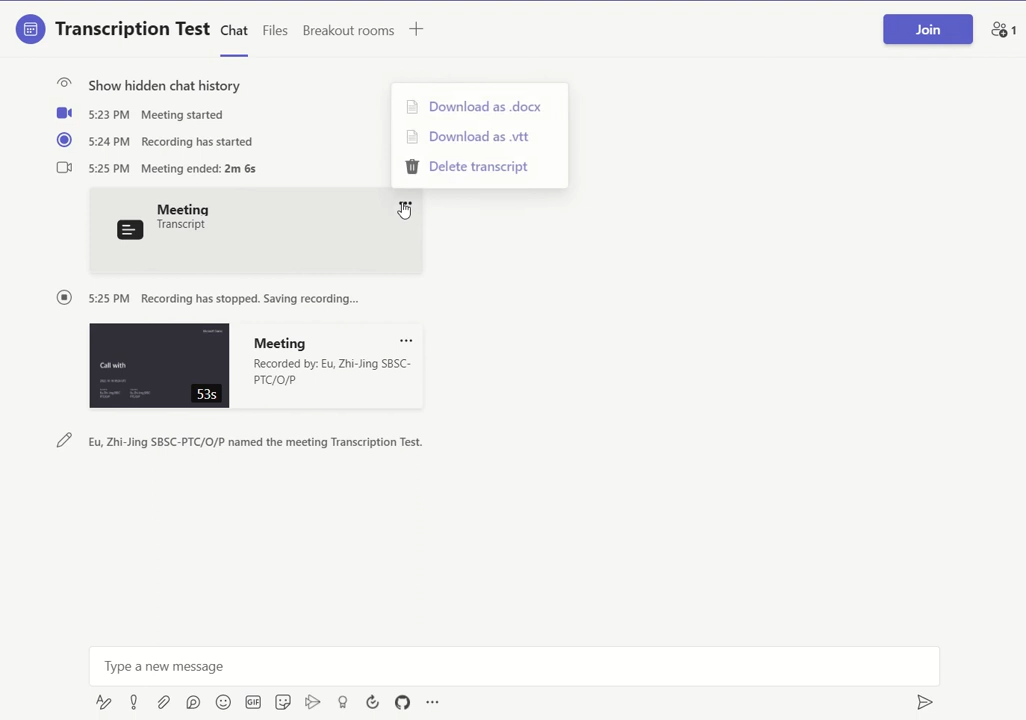 Transcription Test Chat Files Breakout rooms
Join
1
Show hidden chat history
5:23 PM Meeting started
5:24 PM Recording has started
5:25 PM Meeting ended: 2m 6s
Download as .docx
Download as .vtt
Delete transcript
Meeting
Transcript
5:25 PM Recording has stopped. Saving recording...
Call with
53s
Meeting
Recorded by: Eu, Zhi-Jing SBSC-
PTC/O/P
Eu, Zhi-Jing SBSC-PTC/O/P named the meeting Transcription Test.
Type a new message
GIF